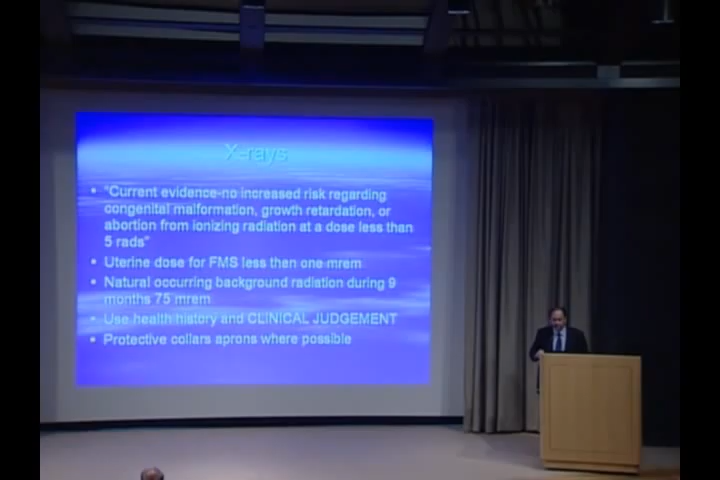 X-rays
• "Current evidence-no increased risk regarding
congenital malformation, growth retardation, or
abortion from ionizing radiation at a dose less than
5 rads"
• Uterine dose for FMS less then one mrem
• Natural occurring background radiation during 9
months 75 mrem
• Use health history and CLINICAL JUDGEMENT
• Protective collars aprons where possible